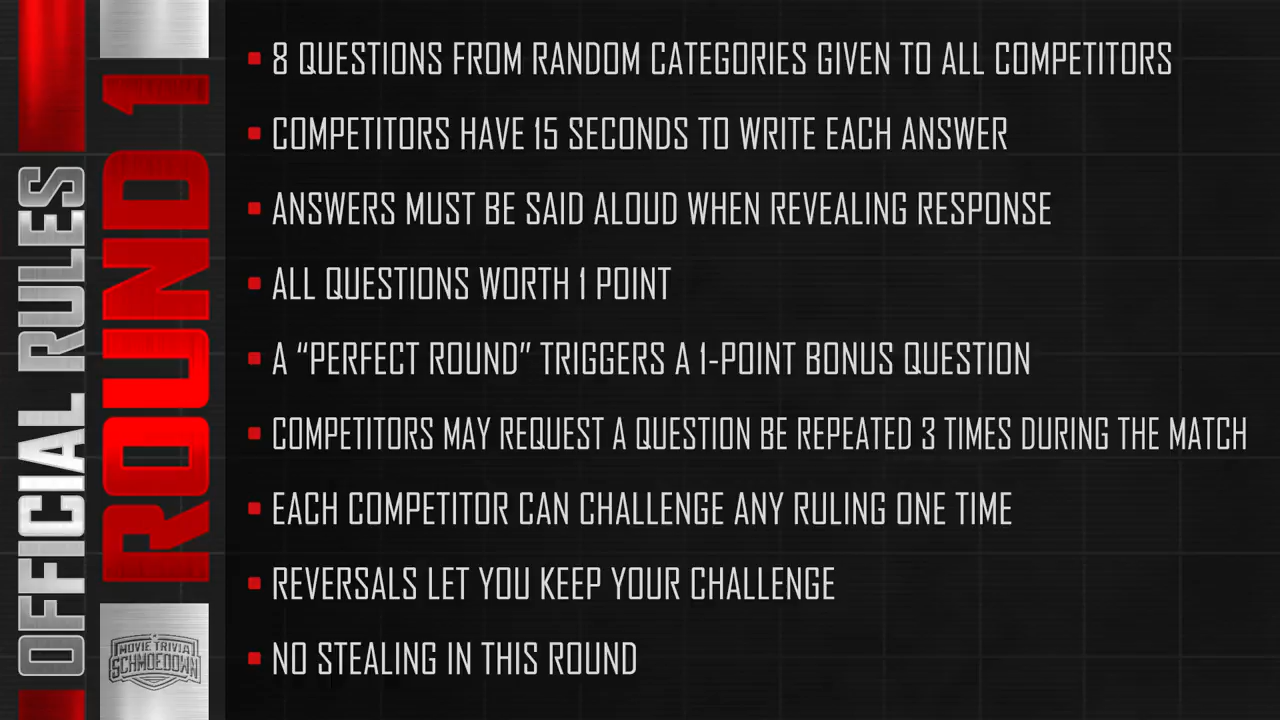 OFFICIAL RULES
ROUND 1
8 QUESTIONS FROM RANDOM CATEGORIES GIVEN TO ALL COMPETITORS
COMPETITORS HAVE 15 SECONDS TO WRITE EACH ANSWER
ANSWERS MUST BE SAID ALOUD WHEN REVEALING RESPONSE
ALL QUESTIONS WORTH 1 POINT
A “PERFECT ROUND” TRIGGERS A 1-POINT BONUS QUESTION
COMPETITORS MAY REQUEST A QUESTION BE REPEATED 3 TIMES DURING THE MATCH
EACH COMPETITOR CAN CHALLENGE ANY RULING ONE TIME
REVERSALS LET YOU KEEP YOUR CHALLENGE
NO STEALING IN THIS ROUND
MOVIE TRIVIA
SCHMOEDOWN